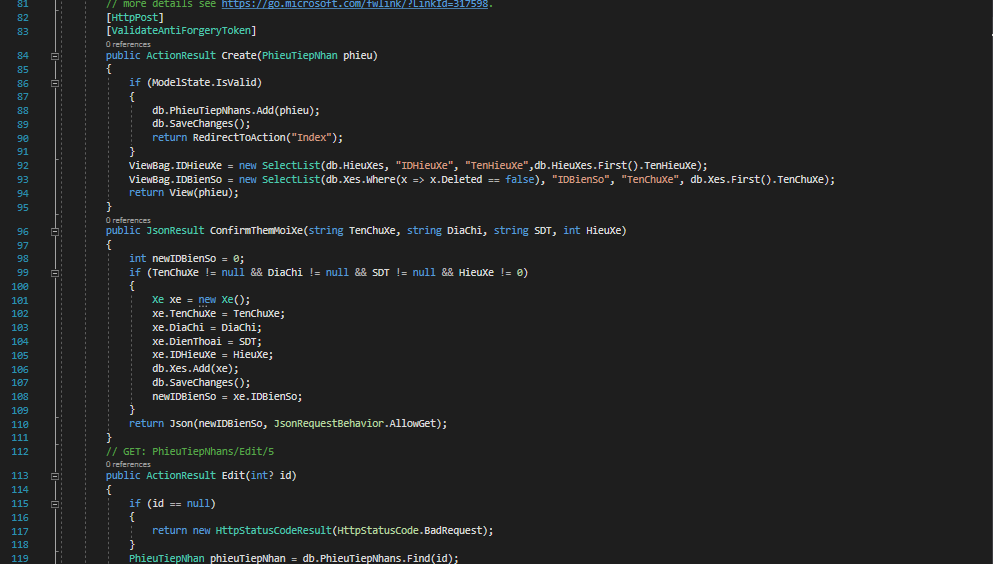 81 // more details see https://go.microsoft.com/fwlink/?LinkId=317598.
82 [HttpPost]
83 [ValidateAntiForgeryToken]
0 references
84 public ActionResult Create(PhieuTiepNhan phieu)
85 {
86 if (ModelState.IsValid)
87 {
88 db.PhieuTiepNhans.Add(phieu);
89 db.SaveChanges();
90 return RedirectToAction("Index");
91 }
92 ViewBag.IDHieuXe = new SelectList(db.HieuXes, "IDHieuXe", "TenHieuXe",db.HieuXes.First().TenHieuXe);
93 ViewBag.IDBienSo = new SelectList(db.Xes.Where(x => x.Deleted == false), "IDBienSo", "TenChuXe", db.Xes.First().TenChuXe);
94 return View(phieu);
95 }
0 references
96 public JsonResult ConfirmThemMoiXe(string TenChuXe, string DiaChi, string SDT, int HieuXe)
97 {
98 int newIDBienSo = 0;
99 if (TenChuXe != null && DiaChi != null && SDT != null && HieuXe != 0)
100 {
101 Xe xe = new Xe();
102 xe.TenChuXe = TenChuXe;
103 xe.DiaChi = DiaChi;
104 xe.DienThoai = SDT;
105 xe.IDHieuXe = HieuXe;
106 db.Xes.Add(xe);
107 db.SaveChanges();
108 newIDBienSo = xe.IDBienSo;
109 }
110 return Json(newIDBienSo, JsonRequestBehavior.AllowGet);
111 }
112 // GET: PhieuTiepNhans/Edit/5
0 references
113 public ActionResult Edit(int? id)
114 {
115 if (id == null)
116 {
117 return new HttpStatusCodeResult(HttpStatusCode.BadRequest);
118 }
119 PhieuTiepNhan phieuTiepNhan = db.PhieuTiepNhans.Find(id);